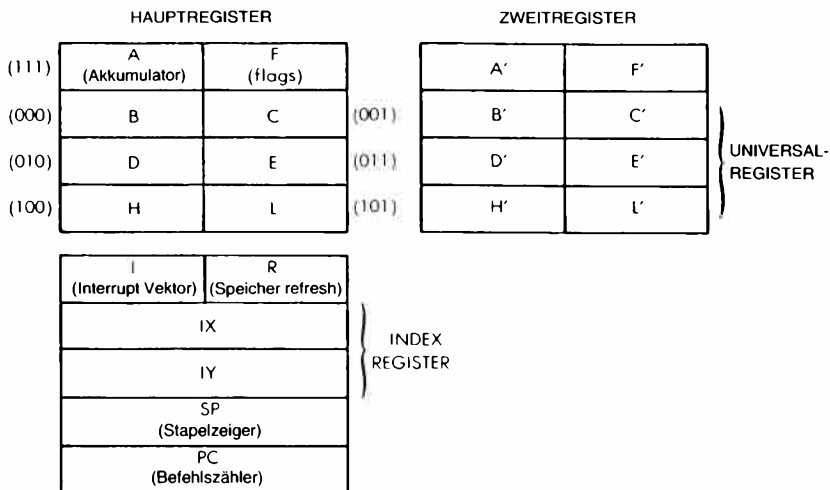 HAUPTREGISTER ZWEITREGISTER
(111) A F A′ F′
(Akkumulator) (flags)
(000) B C (001) B′ C′
(010) D E (011) D′ E′
UNIVERSAL-
REGISTER
(100) H L (101) H′ L′
I R
(Interrupt Vektor) (Speicher refresh)
IX
INDEX
REGISTER
IY
SP
(Stapelzeiger)
PC
(Befehlszähler)